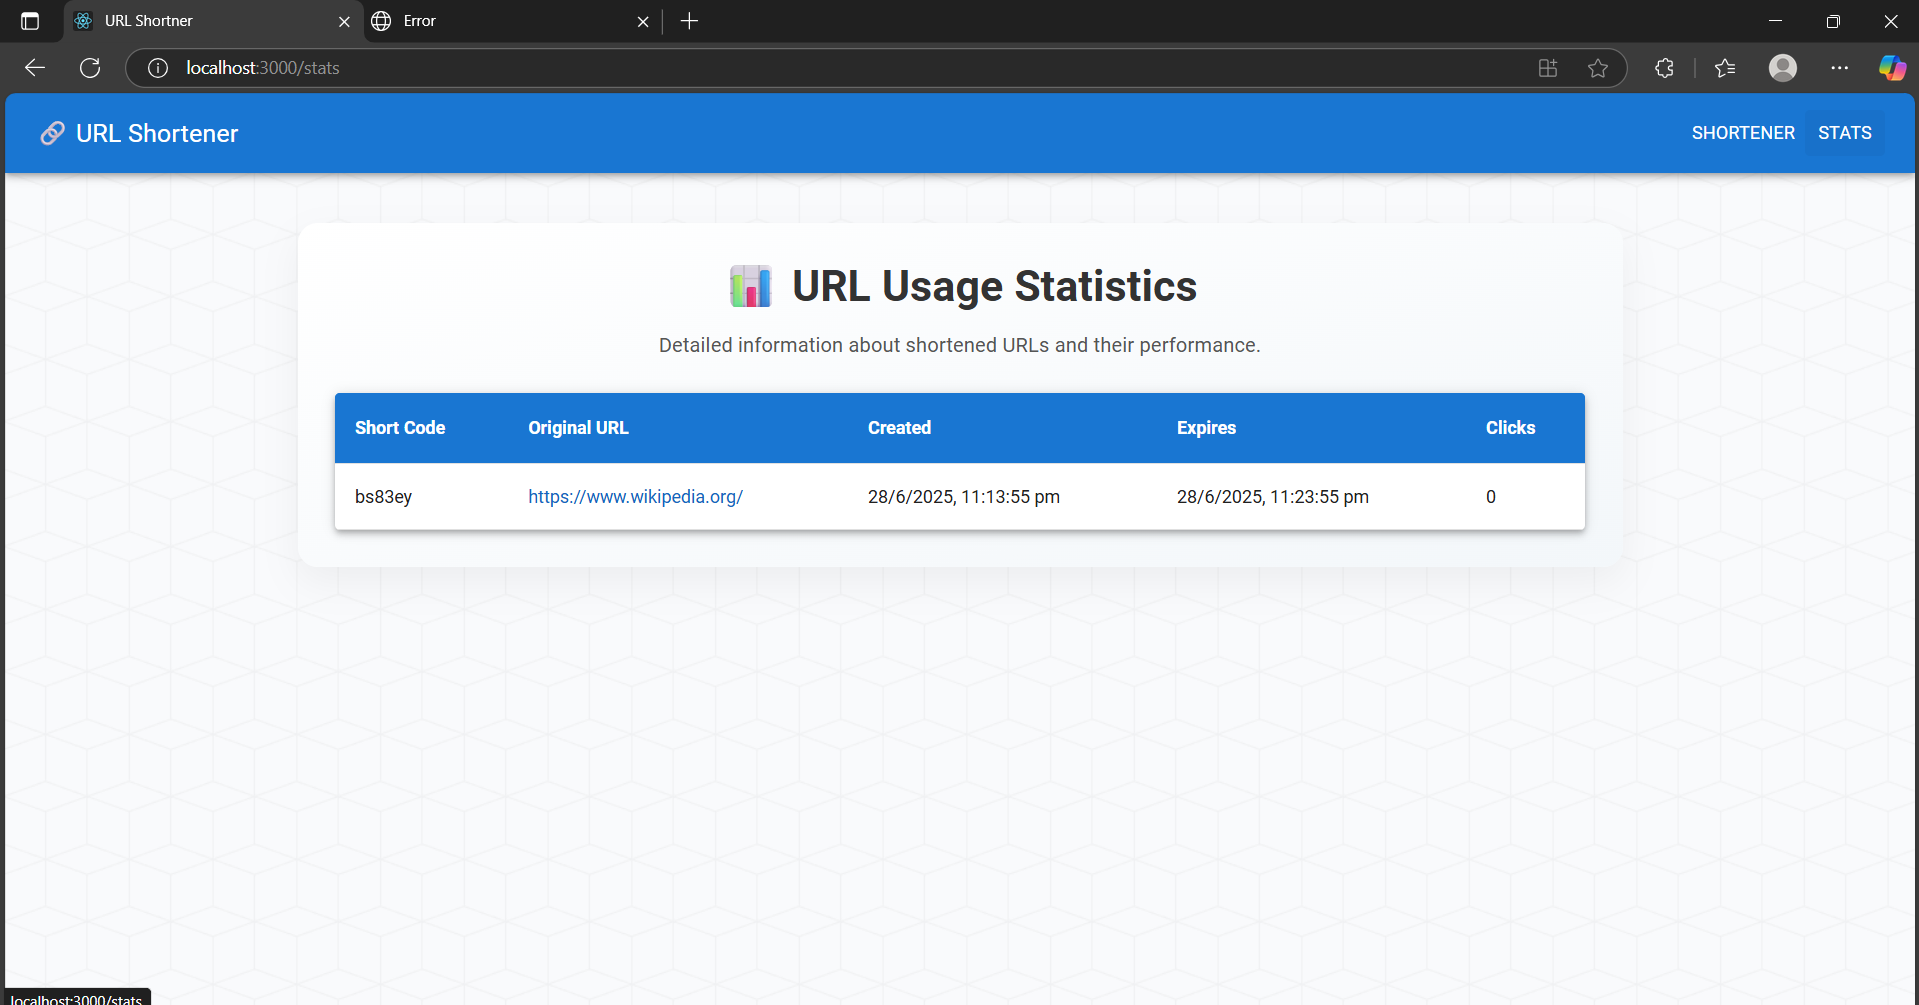 URL Shortner
Error
localhost:3000/stats
URL Shortener
SHORTENER STATS
URL Usage Statistics
Detailed information about shortened URLs and their performance.
Short Code Original URL Created Expires Clicks
bs83ey https://www.wikipedia.org/ 28/6/2025, 11:13:55 pm 28/6/2025, 11:23:55 pm 0
localhost:3000/stats